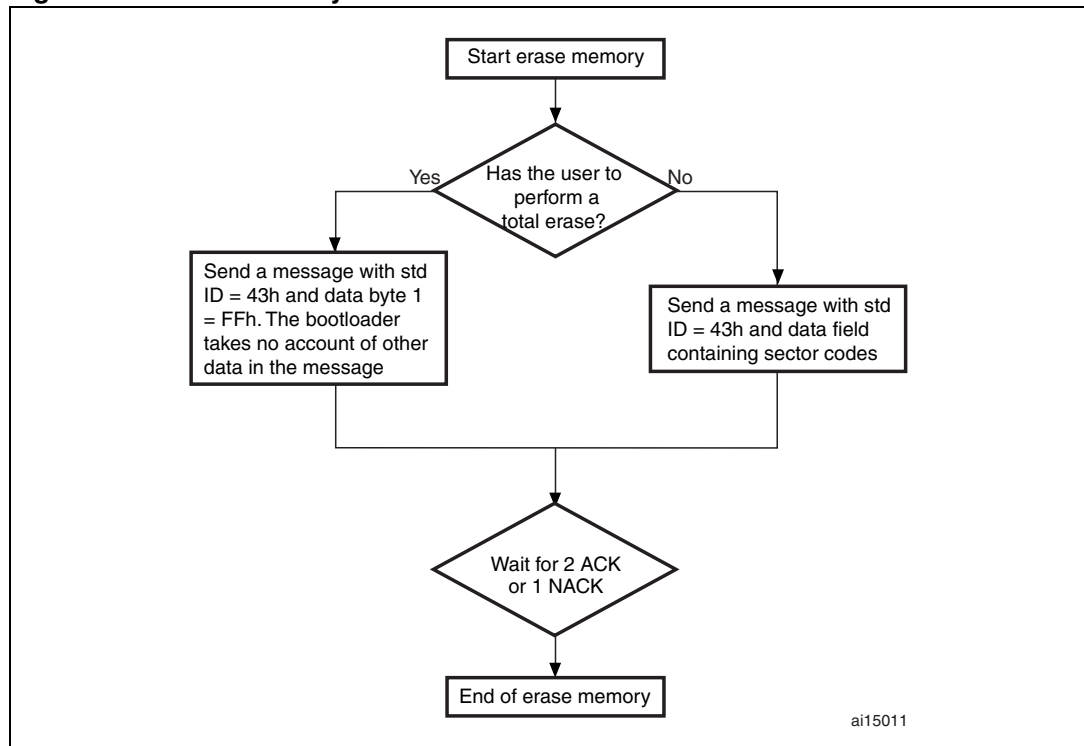 Start erase memory
Has the user to
perform a
total erase?
Yes
No
Send a message with std
ID = 43h and data byte 1
= FFh. The bootloader
takes no account of other
data in the message
Send a message with std
ID = 43h and data field
containing sector codes
Wait for 2 ACK
or 1 NACK
End of erase memory
ai15011